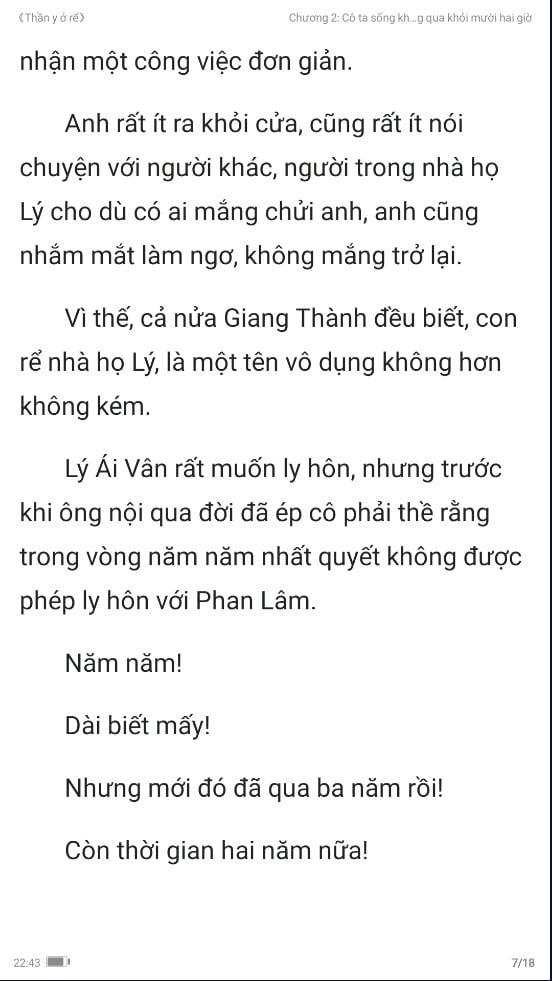 《Thần y ở rể》 Chương 2: Cô ta sống kh...g qua khỏi mười hai giờ
nhận một công việc đơn giản.
Anh rất ít ra khỏi cửa, cũng rất ít nói
chuyện với người khác, người trong nhà họ
Lý cho dù có ai mắng chửi anh, anh cũng
nhắm mắt làm ngơ, không mắng trở lại.
Vì thế, cả nửa Giang Thành đều biết, con
rể nhà họ Lý, là một tên vô dụng không hơn
không kém.
Lý Ái Vân rất muốn ly hôn, nhưng trước
khi ông nội qua đời đã ép cô phải thề rằng
trong vòng năm năm nhất quyết không được
phép ly hôn với Phan Lâm.
Năm năm!
Dài biết mấy!
Nhưng mới đó đã qua ba năm rồi!
Còn thời gian hai năm nữa!
22:43 7/18